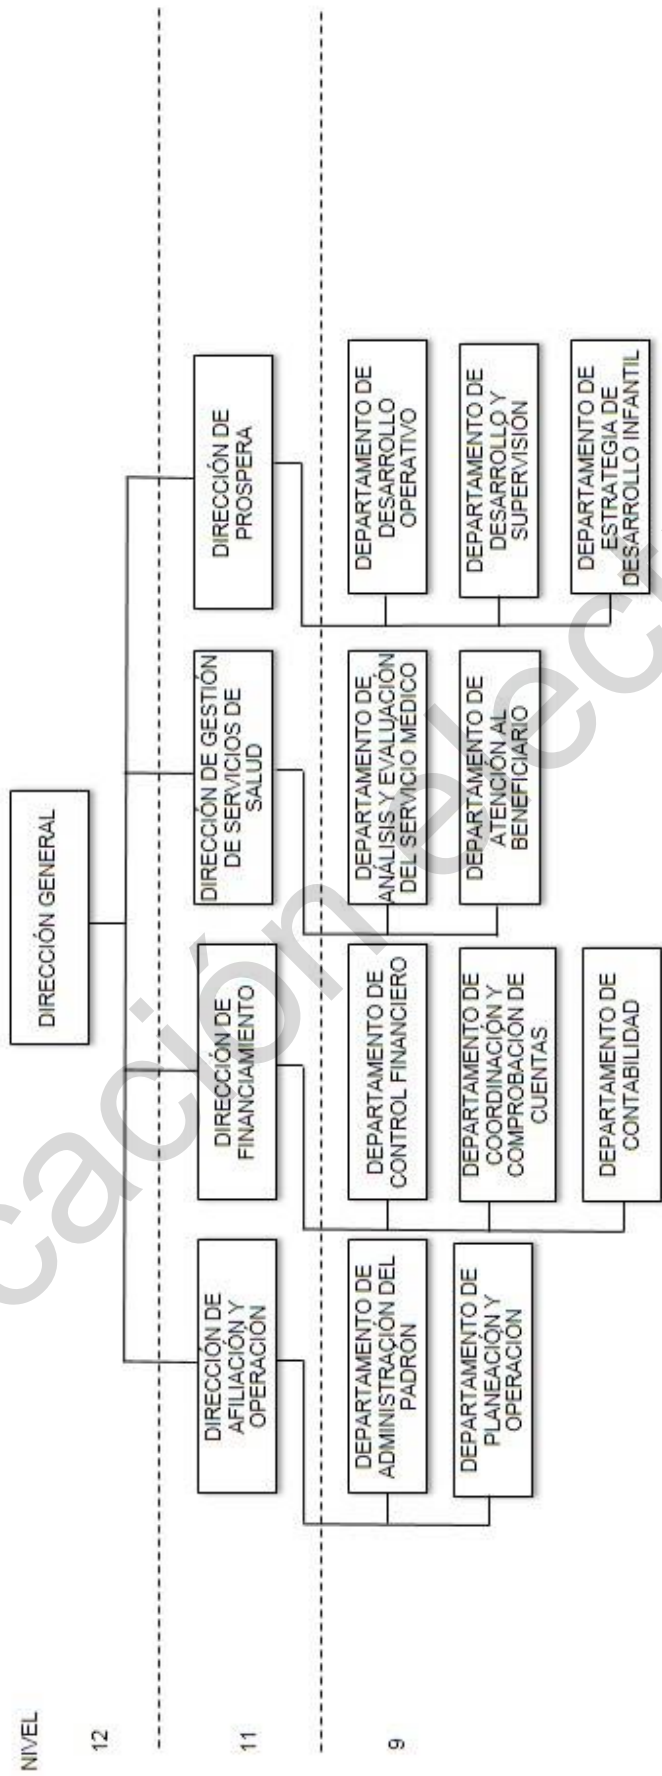 NIVEL
12
DIRECCIÓN GENERAL
11
DIRECCIÓN DE
AFILIACIÓN Y
OPERACIÓN
DIRECCIÓN DE
FINANCIAMIENTO
DIRECCIÓN DE GESTIÓN
DE SERVICIOS DE
SALUD
DIRECCIÓN DE
PROSPERA
9
DEPARTAMENTO DE
ADMINISTRACIÓN DEL
PADRÓN
DEPARTAMENTO DE
PLANEACIÓN Y
OPERACIÓN
DEPARTAMENTO DE
CONTROL FINANCIERO
DEPARTAMENTO DE
COORDINACIÓN Y
COMPROBACIÓN DE
CUENTAS
DEPARTAMENTO DE
CONTABILIDAD
DEPARTAMENTO DE
ANÁLISIS Y EVALUACIÓN
DEL SERVICIO MÉDICO
DEPARTAMENTO DE
ATENCIÓN AL
BENEFICIARIO
DEPARTAMENTO DE
DESARROLLO
OPERATIVO
DEPARTAMENTO DE
DESARROLLO Y
SUPERVISIÓN
DEPARTAMENTO DE
ESTRATEGIA DE
DESARROLLO INFANTIL
cación elect